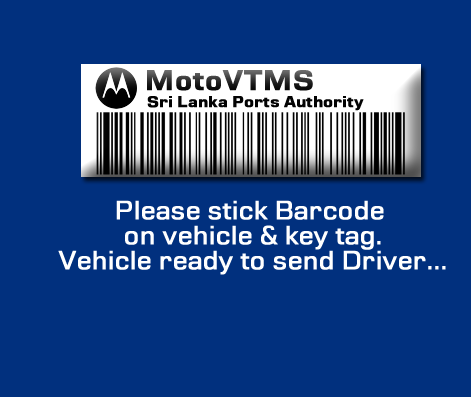 MotoVTMS
Sri Lanka Ports Authority
Please stick Barcode
on vehicle & key tag.
Vehicle ready to send Driver...